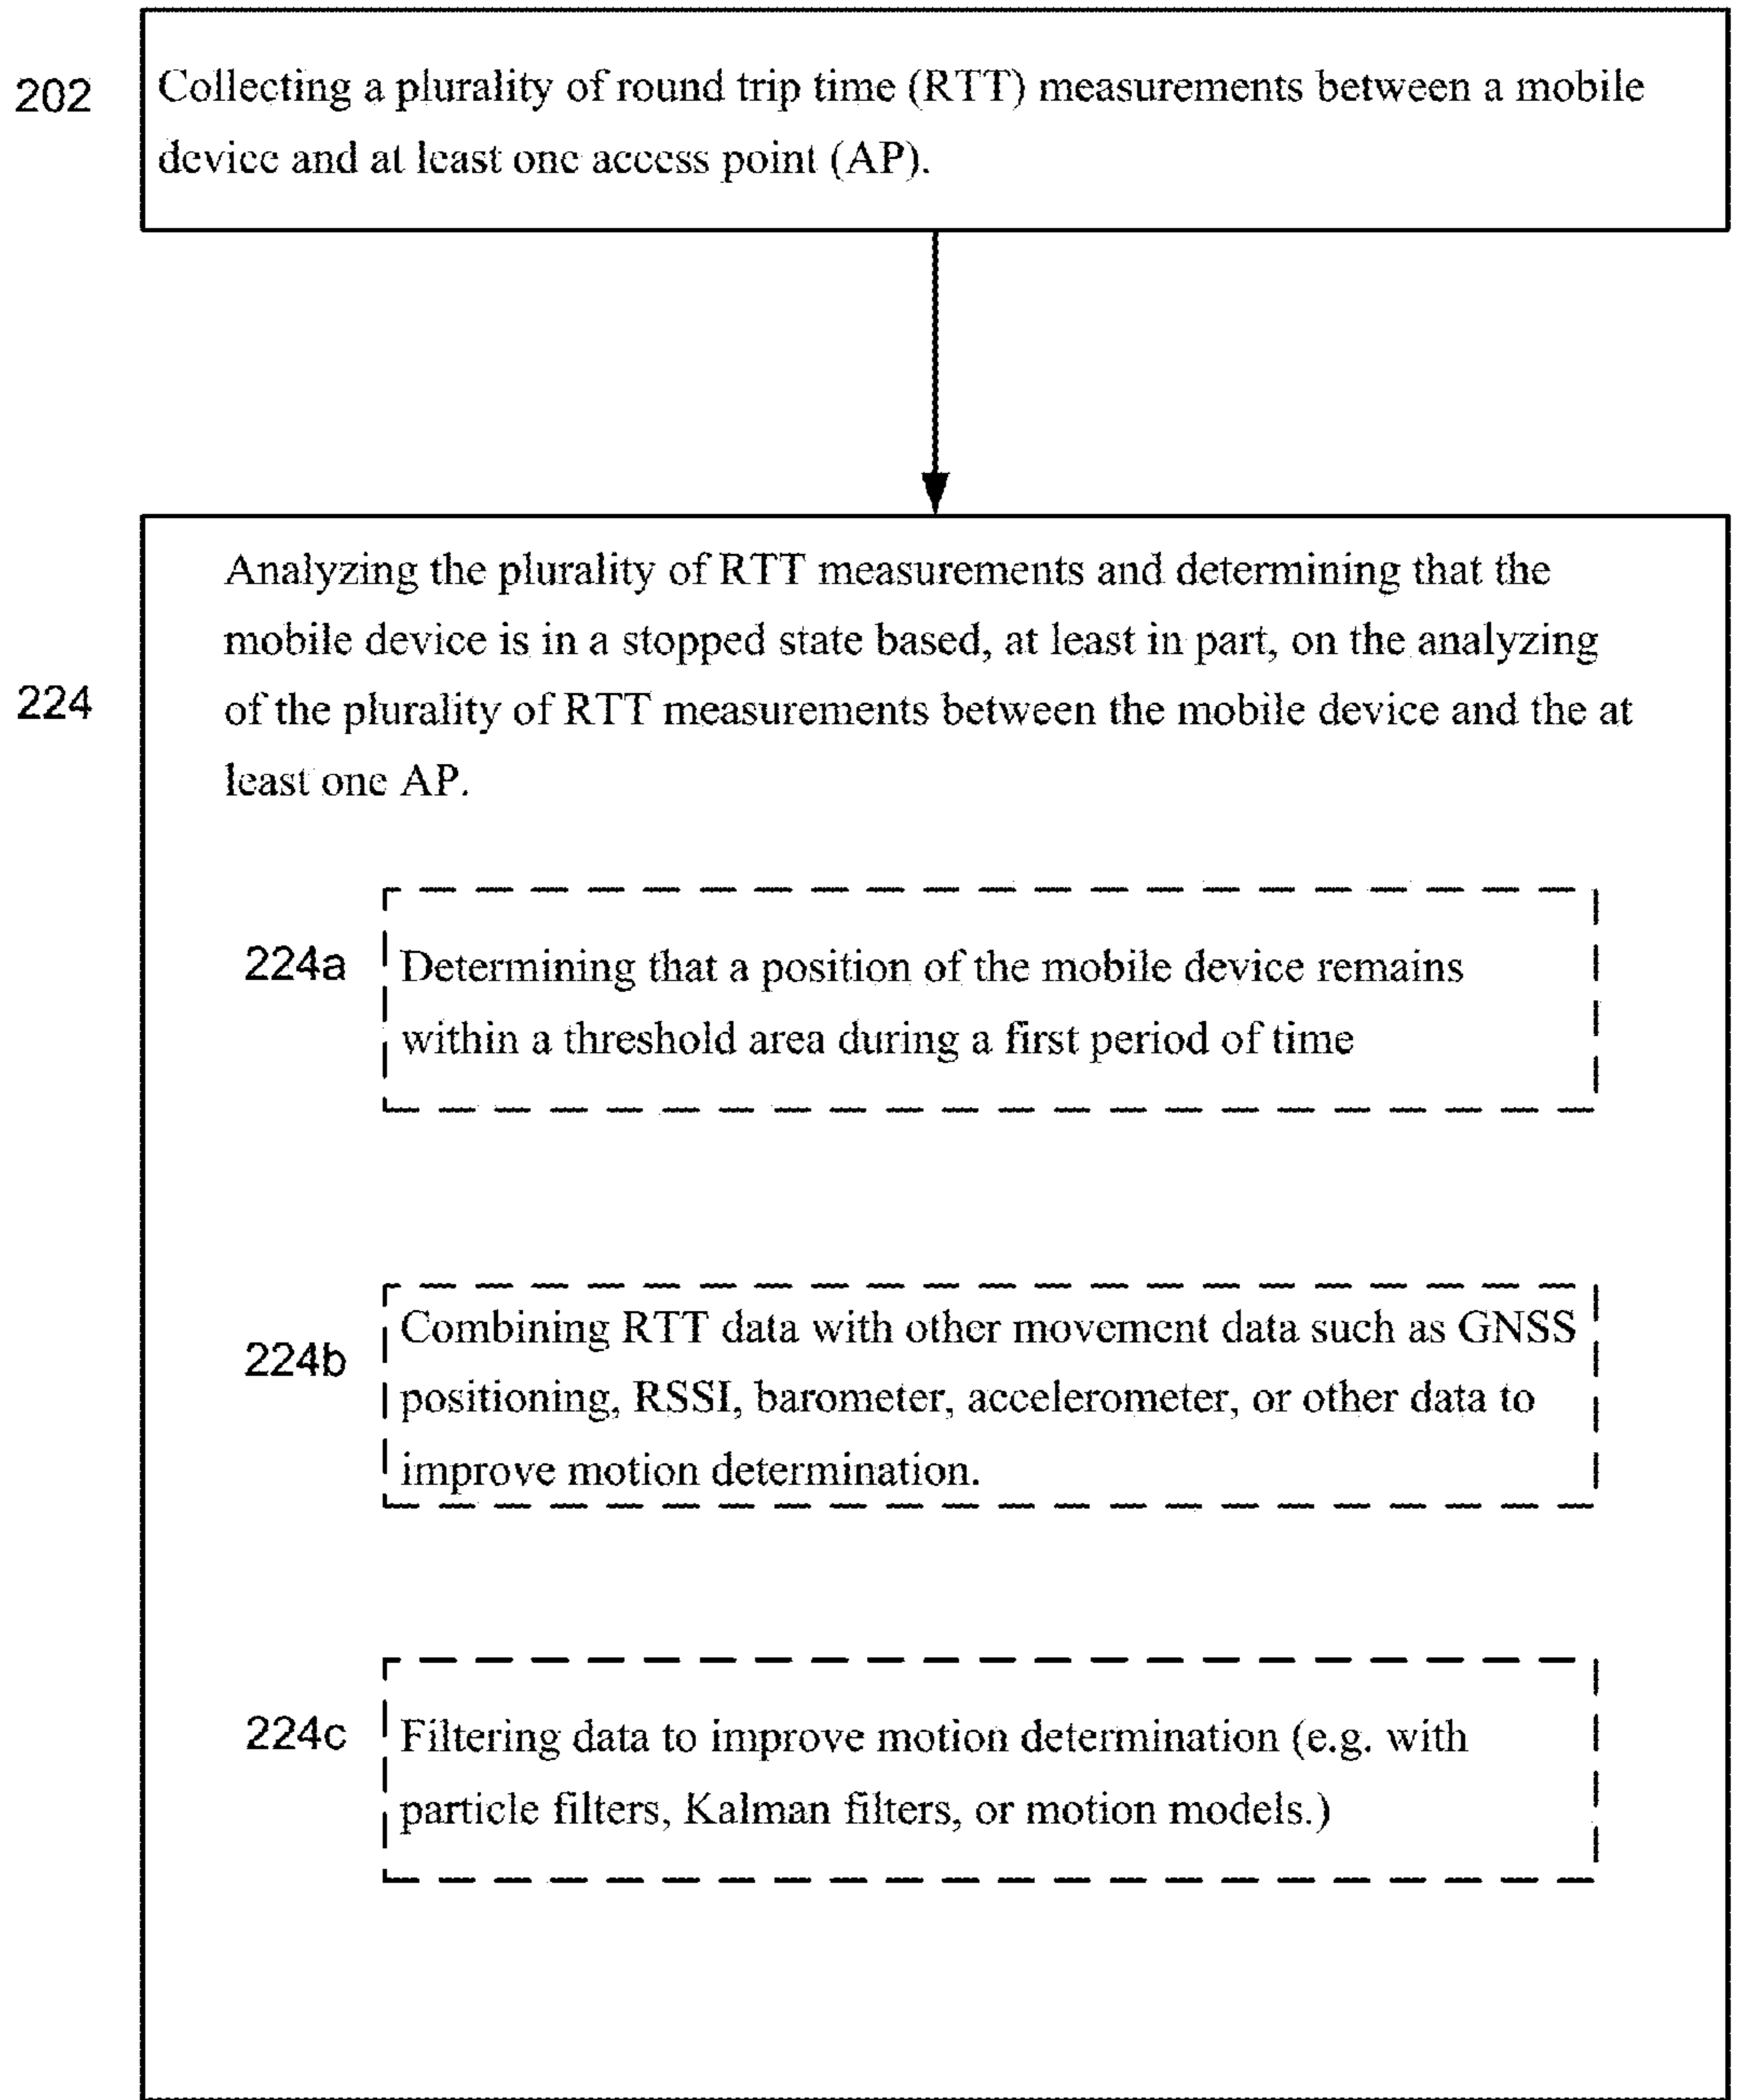 202
Collecting a plurality of round trip time (RTT) measurements between a mobile
device and at least one access point (AP).
224
Analyzing the plurality of RTT measurements and determining that the
mobile device is in a stopped state based, at least in part, on the analyzing
of the plurality of RTT measurements between the mobile device and the at
least one AP.
224a
Determining that a position of the mobile device remains
within a threshold area during a first period of time
224b
Combining RTT data with other movement data such as GNSS
positioning, RSSI, barometer, accelerometer, or other data to
improve motion determination.
224c
Filtering data to improve motion determination (e.g. with
particle filters, Kalman filters, or motion models.)